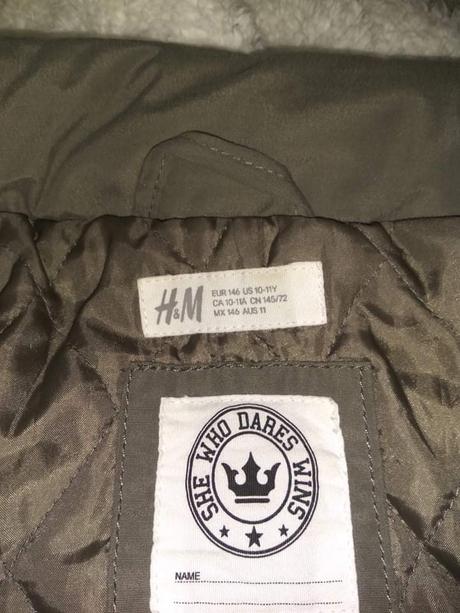 H&M
EUR 146 US 10-11Y
CA 10-11A CN 145/72
MX 146 AUS 11
SHE WHO DARES WINS
NAME